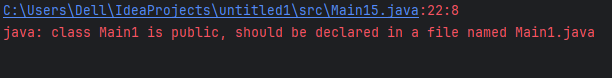 C:\Users\Dell\IdeaProjects\untitled1\src\Main15.java:22:8
java: class Main1 is public, should be declared in a file named Main1.java